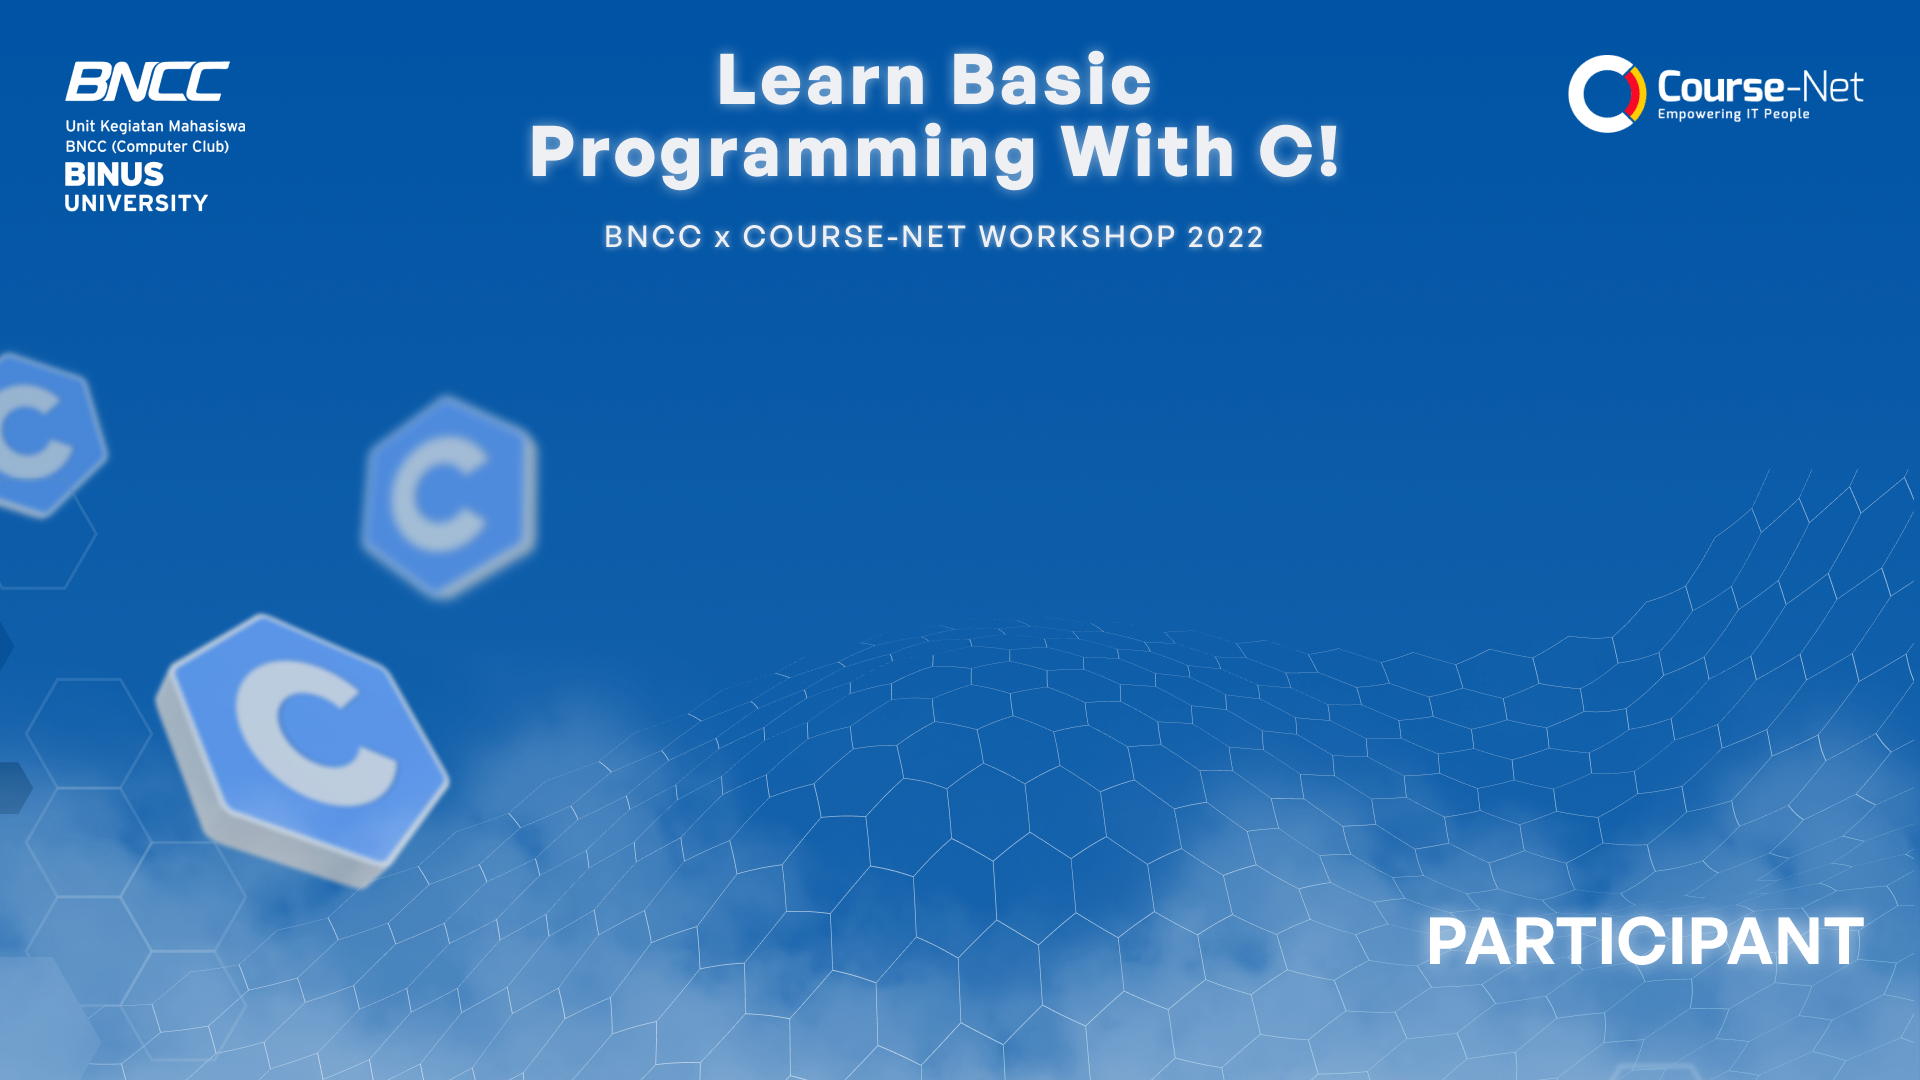 BNCC
Unit Kegiatan Mahasiswa
BNCC (Computer Club)
BINUS
UNIVERSITY
Learn Basic
Programming With C!
BNCC x COURSE-NET WORKSHOP 2022
Course-Net
Empowering IT People
C
C
C
PARTICIPANT